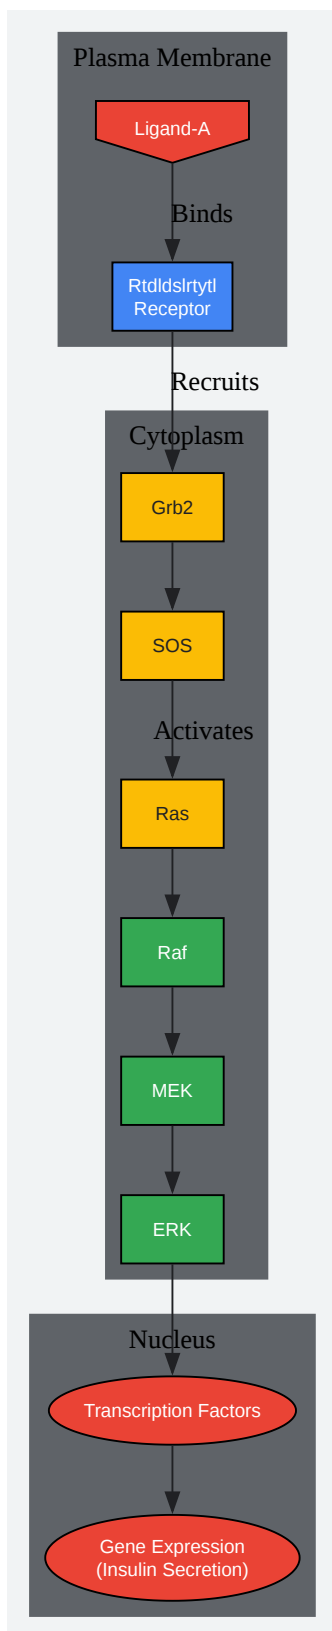 Plasma Membrane
Ligand-A
Binds
Rtdldslrtytl
Receptor
Recruits
Cytoplasm
Grb2
SOS
Activates
Ras
Raf
MEK
ERK
Nucleus
Transcription Factors
Gene Expression
(Insulin Secretion)